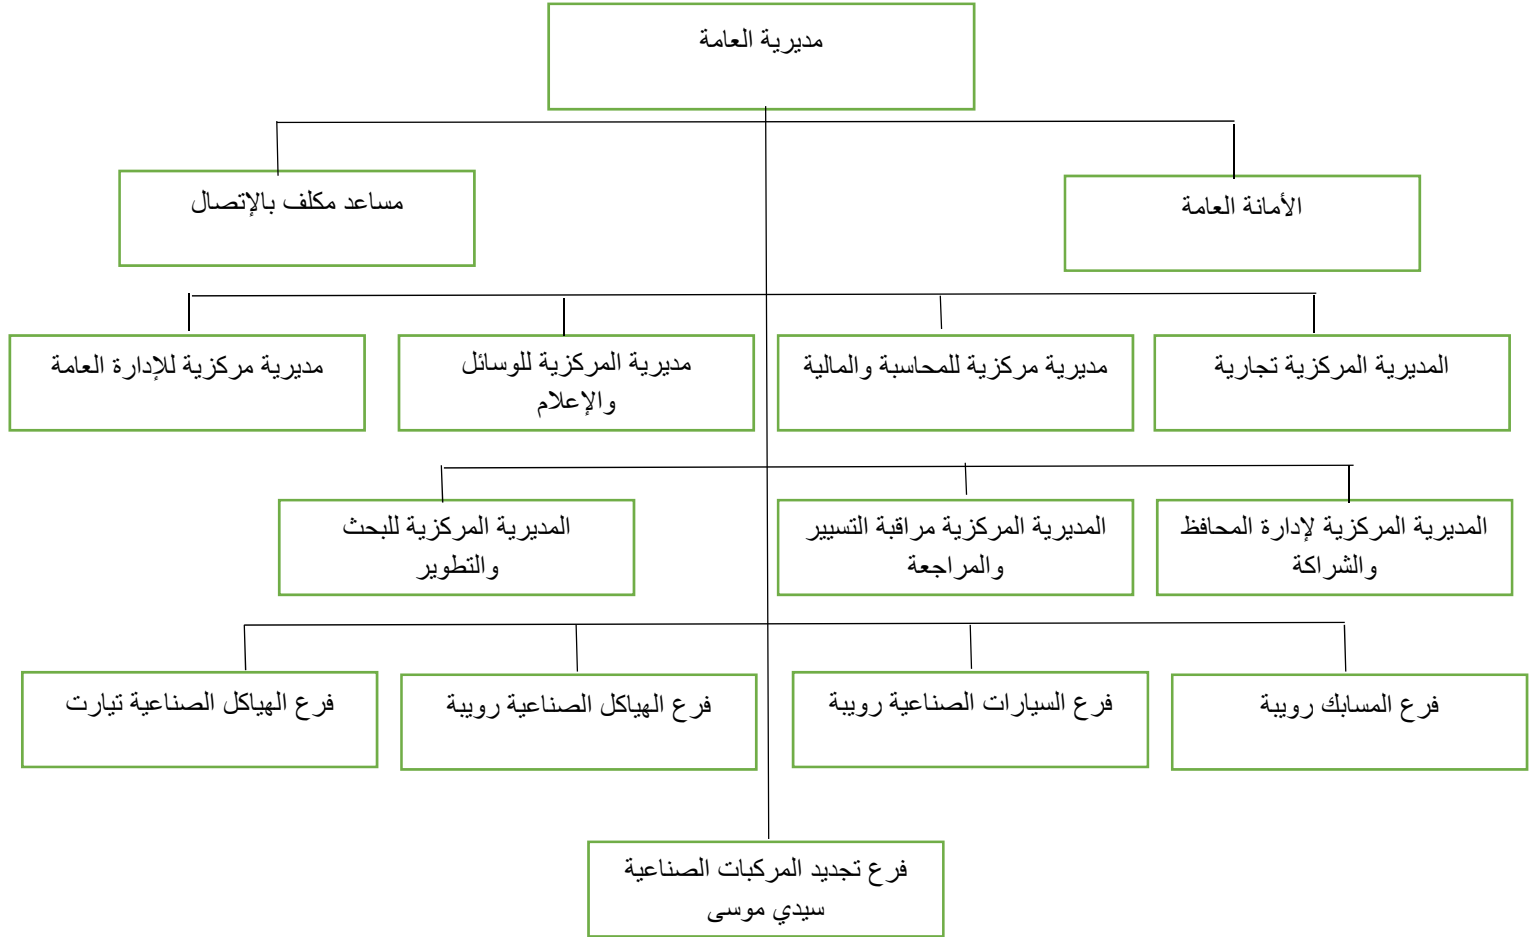 مديرية العامة
الأمانة العامة
مساعد مكلف بالإتصال
المديرية المركزية تجارية
مديرية مركزية للمحاسبة والمالية
مديرية المركزية للوسائل
والإعلام
مديرية مركزية للإدارة العامة
المديرية المركزية لإدارة المحافظ
والشراكة
المديرية المركزية مراقبة التسيير
والمراجعة
المديرية المركزية للبحث
والتطوير
فرع المسابك رويبة
فرع السيارات الصناعية رويبة
فرع الهياكل الصناعية رويبة
فرع الهياكل الصناعية تيارت
فرع تجديد المركبات الصناعية
سيدي موسى